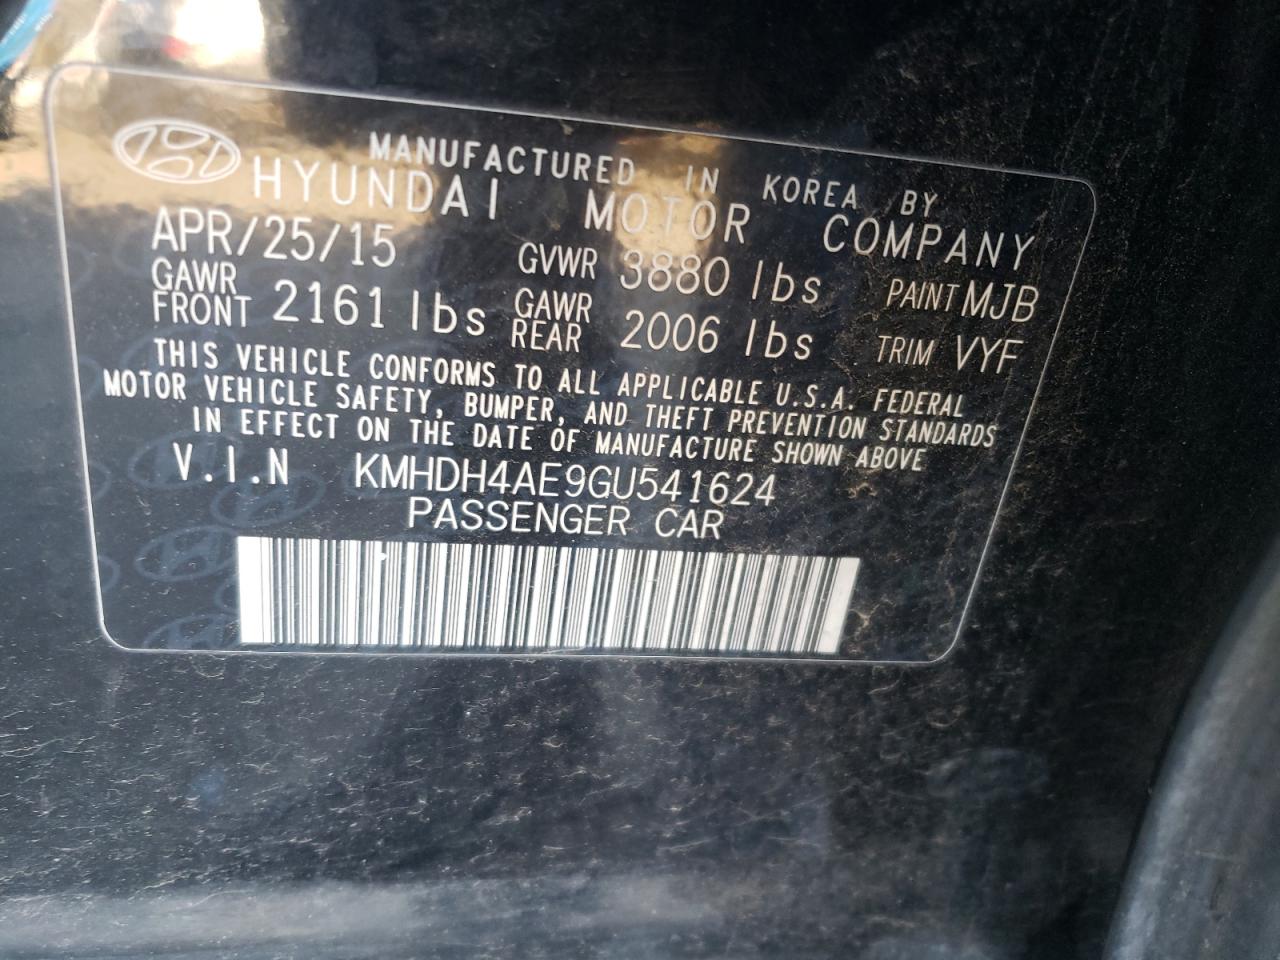 MANUFACTURED IN KOREA BY
HYUNDAI MOTOR COMPANY
APR/25/15 GVWR 3880 lbs PAINT MJB
GAWR FRONT 2161 lbs GAWR REAR 2006 lbs TRIM VYF
THIS VEHICLE CONFORMS TO ALL APPLICABLE U.S.A. FEDERAL
MOTOR VEHICLE SAFETY, BUMPER, AND THEFT PREVENTION STANDARDS
IN EFFECT ON THE DATE OF MANUFACTURE SHOWN ABOVE
V.I.N KMHDH4AE9GU541624
PASSENGER CAR